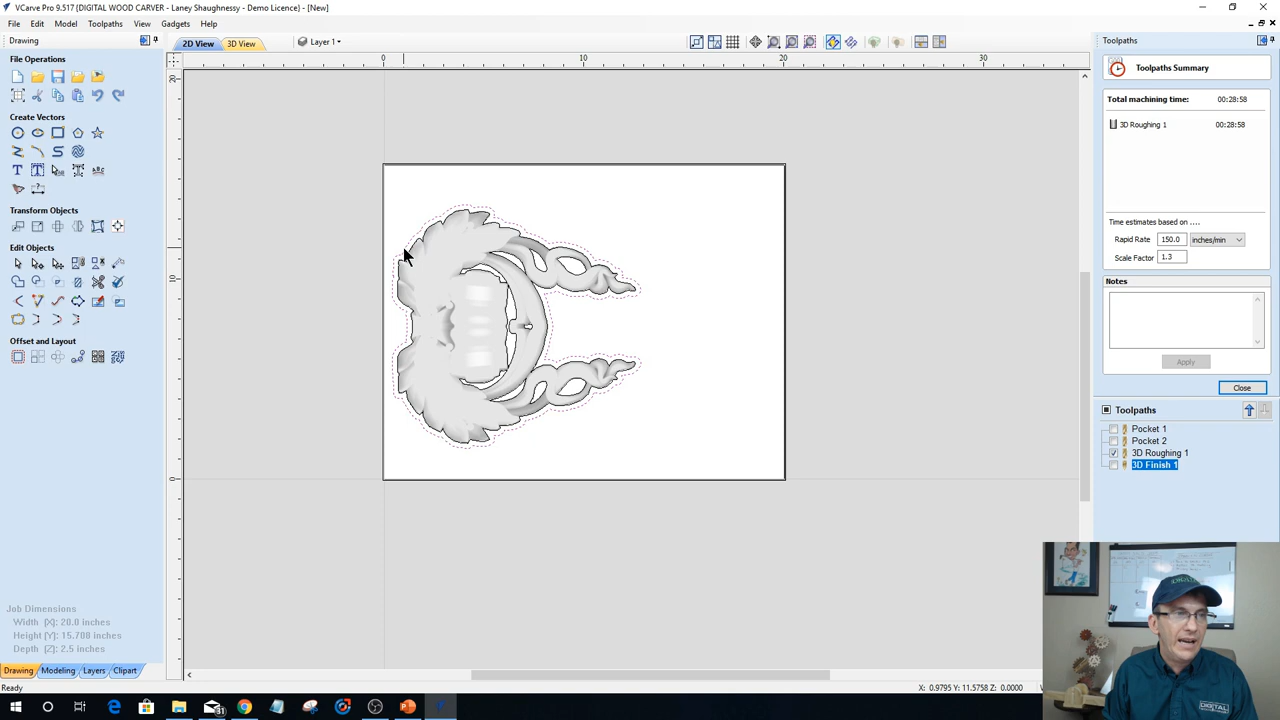 VCarve Pro 9.517 {DIGITAL WOOD CARVER} - Laney Shaughnessy - Demo Licence} - [New]
File Edit Model Toolpaths View Gadgets Help
Drawing
2D View 3D View Layer 1
Toolpaths
File Operations
Create Vectors
Transform Objects
Edit Objects
Offset and Layout
Job Dimensions
Width (X): 20.0 inches
Height (Y): 15.708 inches
Depth (Z): 2.5 inches
Drawing Modeling Layers Clipart
Ready
0 10 20 30
20
10
0
X: 0.9795 Y: 11.5758 Z: 0.0000
Toolpaths Summary
Total machining time: 00:28:58
3D Roughing 1 00:28:58
Time estimates based on ....
Rapid Rate 150.0 inches/min
Scale Factor 1.3
Notes
Apply
Close
Toolpaths
Pocket 1
Pocket 2
3D Roughing 1
3D Finish 1
31
DIGITAL